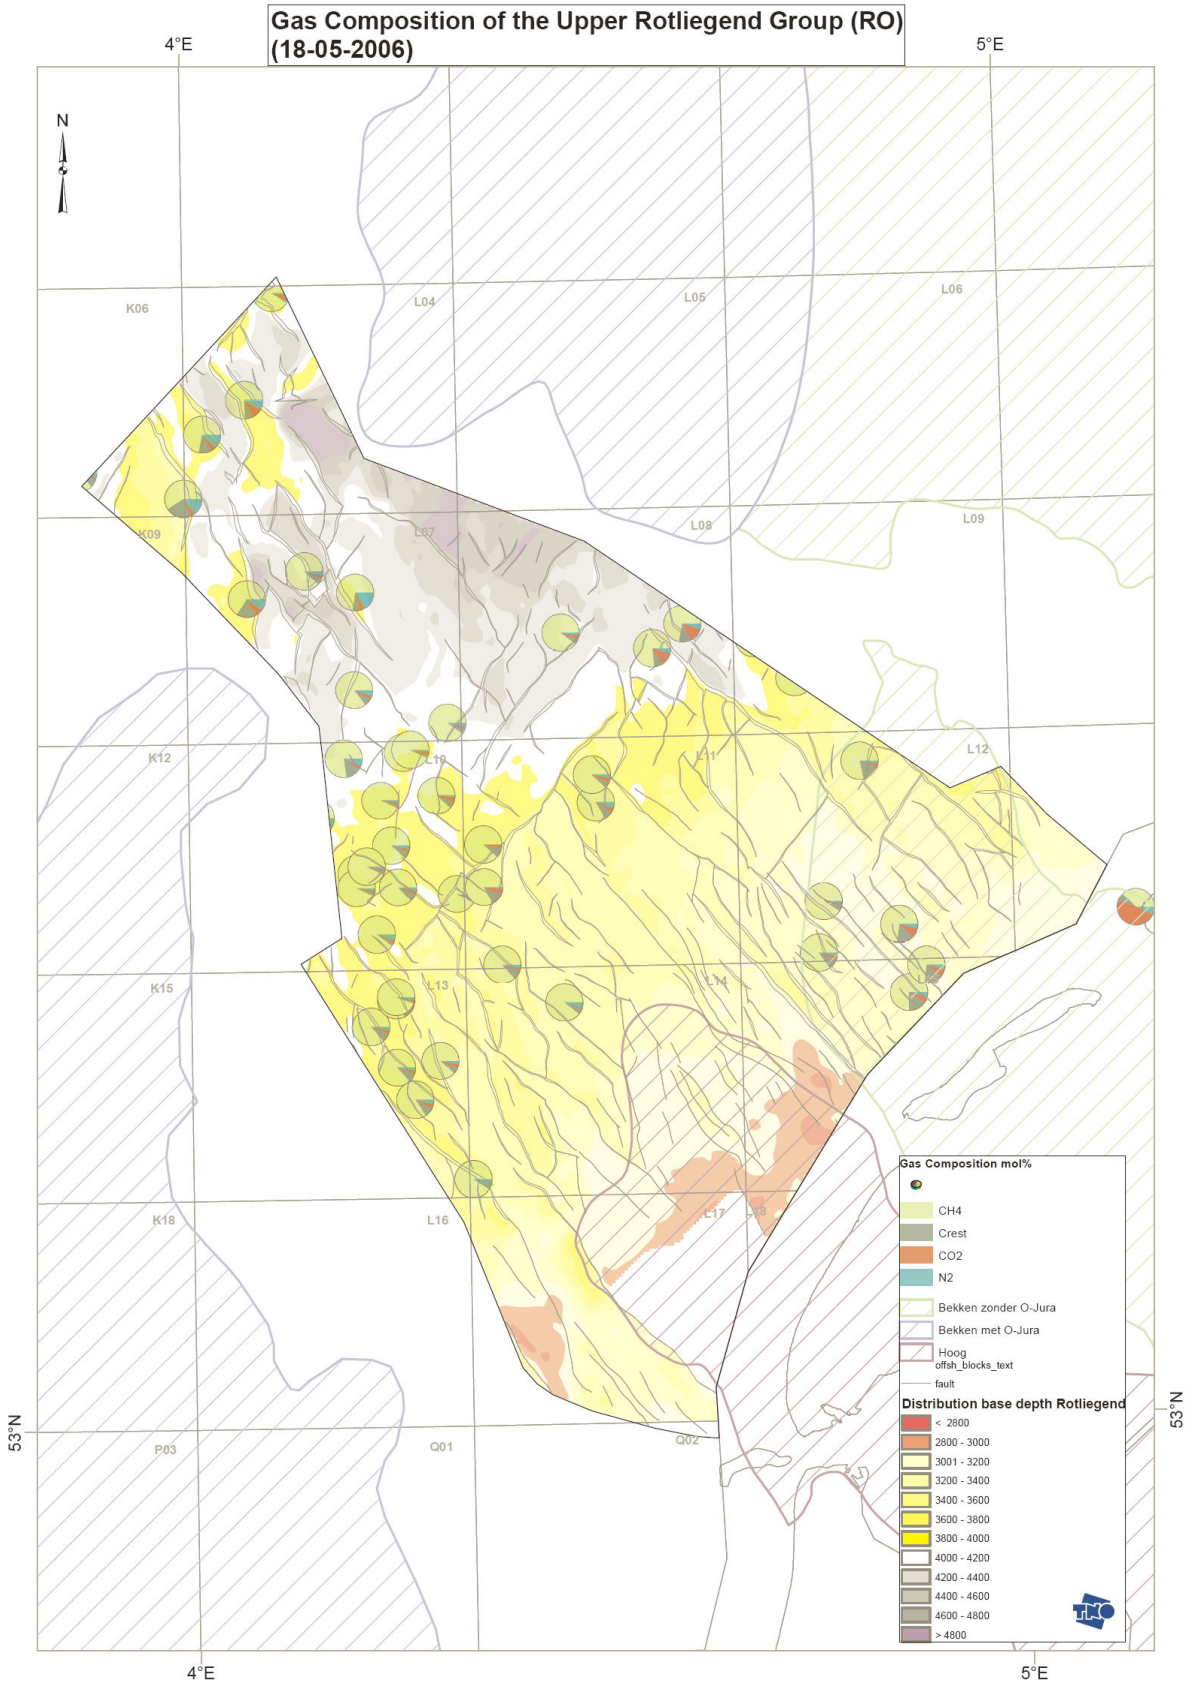 Gas Composition of the Upper Rotliegend Group (RO)
(18-05-2006)
4°E
5°E
N
K06
L04
L05
L06
K09
L07
L08
L09
K12
L10
L11
L12
K15
L13
L14
K18
L16
L17
L18
P03
Q01
Q02
53°N
53°N
4°E
5°E
Gas Composition mol%
CH4
Crest
CO2
N2
Bekken zonder O-Jura
Bekken met O-Jura
Hoog
offsh_blocks_text
fault
Distribution base depth Rotliegend
< 2800
2800 - 3000
3001 - 3200
3200 - 3400
3400 - 3600
3600 - 3800
3800 - 4000
4000 - 4200
4200 - 4400
4400 - 4600
4600 - 4800
> 4800
TNO